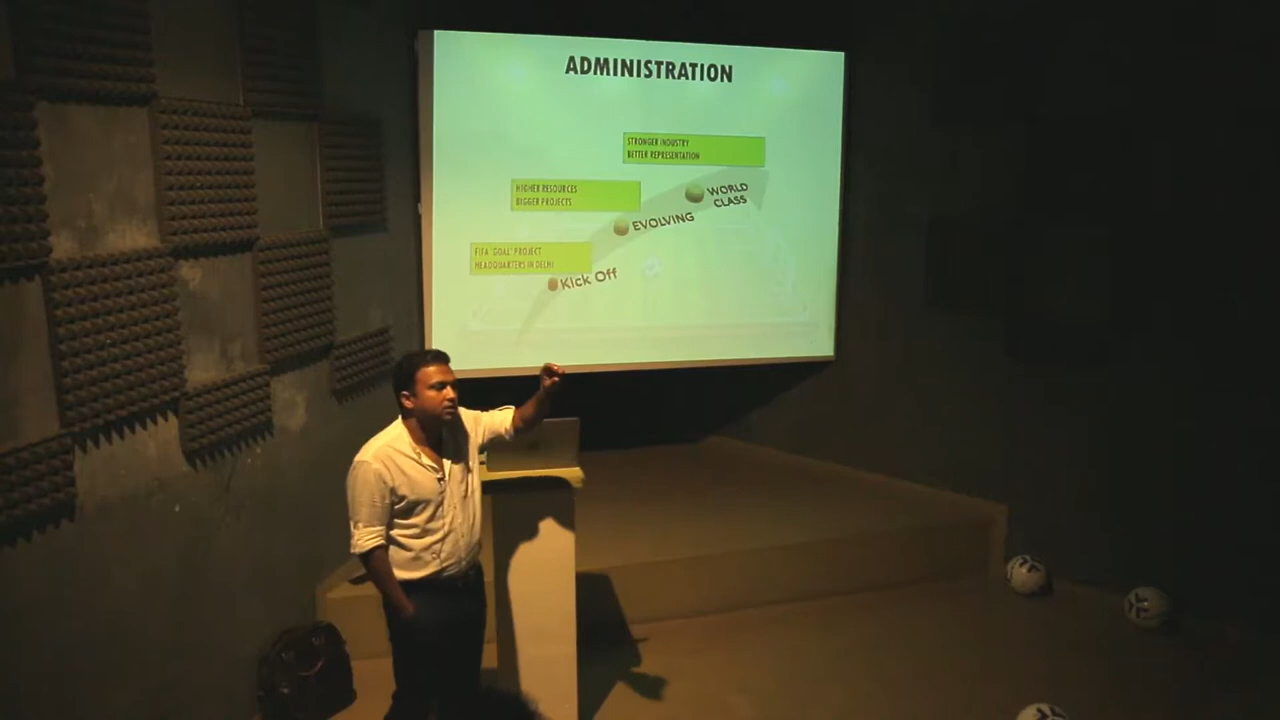 ADMINISTRATION
STRONGER INDUSTRY
BETTER REPRESENTATION
HIGHER RESOURCES
BIGGER PROJECTS
WORLD
CLASS
EVOLVING
FIFA 'GOAL' PROJECT
HEADQUARTERS IN DELHI
Kick Off